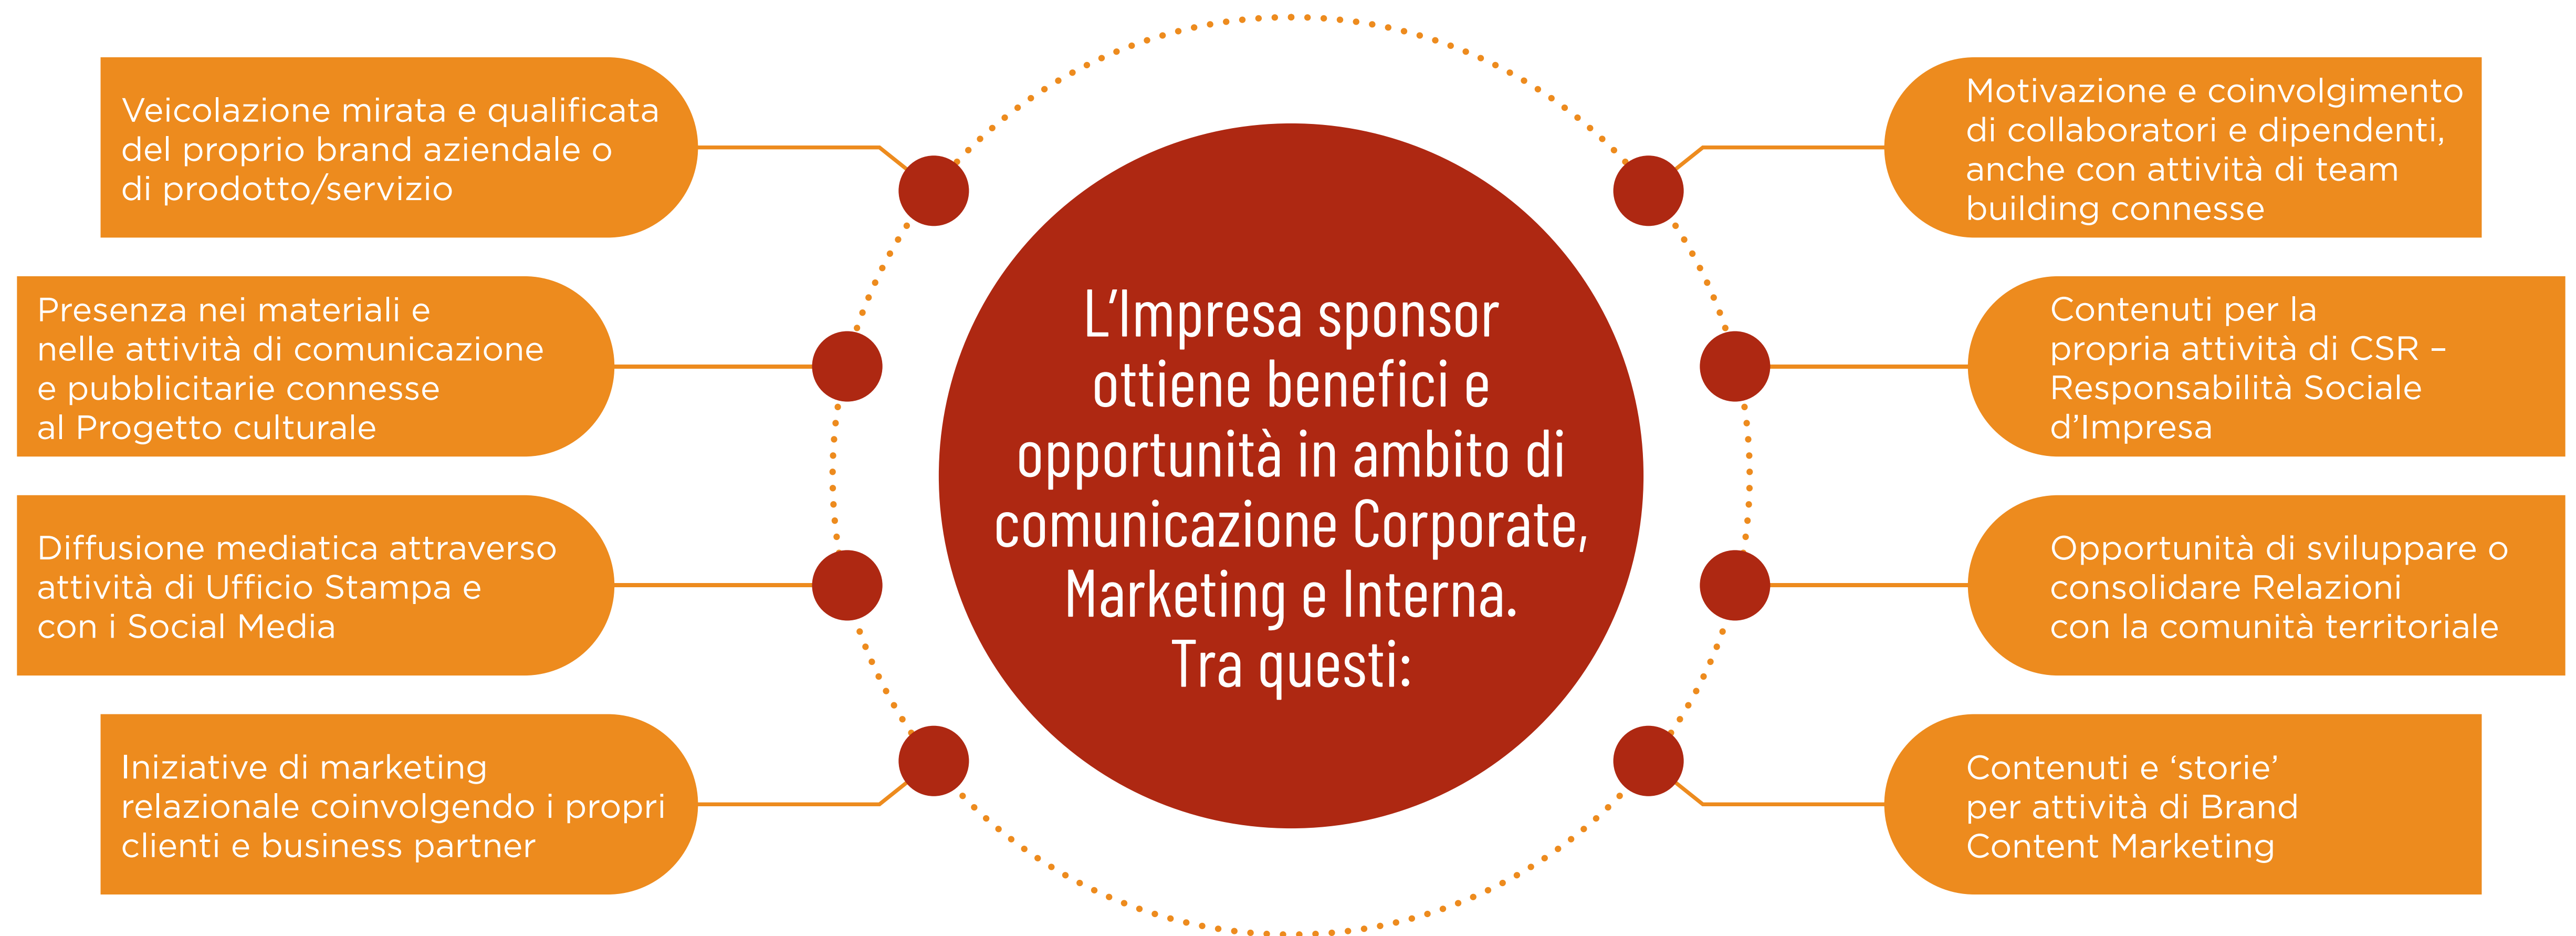 Veicolazione mirata e qualificata
del proprio brand aziendale o
di prodotto/servizio
Presenza nei materiali e
nelle attività di comunicazione
e pubblicitarie connesse
al Progetto culturale
Diffusione mediatica attraverso
attività di Ufficio Stampa e
con i Social Media
Iniziative di marketing
relazionale coinvolgendo i propri
clienti e business partner
L’Impresa sponsor
ottiene benefici e
opportunità in ambito di
comunicazione Corporate,
Marketing e Interna.
Tra questi:
Motivazione e coinvolgimento
di collaboratori e dipendenti,
anche con attività di team
building connesse
Contenuti per la
propria attività di CSR –
Responsabilità Sociale
d’Impresa
Opportunità di sviluppare o
consolidare Relazioni
con la comunità territoriale
Contenuti e ‘storie’
per attività di Brand
Content Marketing